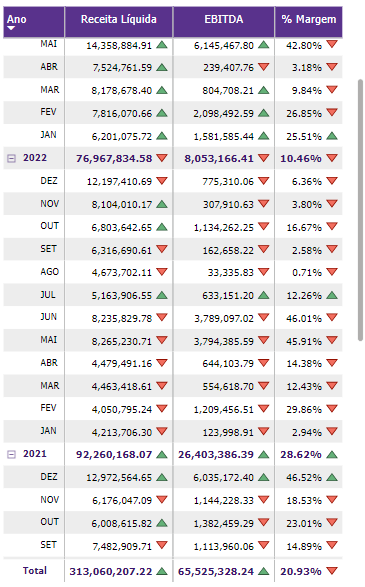 Ano Receita Líquida EBITDA % Margem
MAI 14,358,884.91 6,145,467.80 42.80%
ABR 7,524,761.59 239,407.76 3.18%
MAR 8,178,678.40 804,708.21 9.84%
FEV 7,816,070.66 2,098,492.59 26.85%
JAN 6,201,075.72 1,581,585.44 25.51%
2022 76,967,834.58 8,053,166.41 10.46%
DEZ 12,197,410.69 775,310.06 6.36%
NOV 8,104,010.17 307,910.63 3.80%
OUT 6,803,642.65 1,134,262.25 16.67%
SET 6,316,690.61 162,658.22 2.58%
AGO 4,673,702.11 33,335.83 0.71%
JUL 5,163,906.55 633,151.20 12.26%
JUN 8,235,829.78 3,789,097.02 46.01%
MAI 8,265,230.71 3,794,385.59 45.91%
ABR 4,479,491.16 644,103.79 14.38%
MAR 4,463,418.61 554,618.70 12.43%
FEV 4,050,795.24 1,209,456.51 29.86%
JAN 4,213,706.30 123,998.91 2.94%
2021 92,260,168.07 26,403,386.39 28.62%
DEZ 12,972,564.65 6,035,172.40 46.52%
NOV 6,176,047.09 1,144,228.33 18.53%
OUT 6,008,615.82 1,382,459.29 23.01%
SET 7,482,909.71 1,113,960.06 14.89%
Total 313,060,207.22 65,525,328.24 20.93%